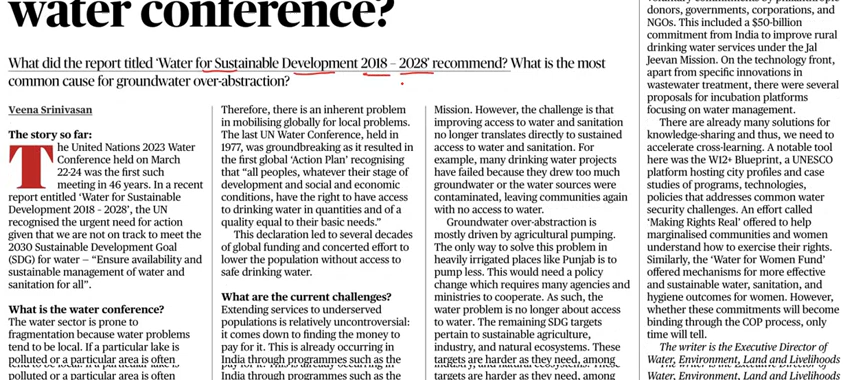 water conference?
What did the report titled ‘Water for Sustainable Development 2018 – 2028’ recommend? What is the most
common cause for groundwater over-abstraction?
Veena Srinivasan
The story so far:
The United Nations 2023 Water
Conference held on March
22-24 was the first such
meeting in 46 years. In a recent
report entitled ‘Water for Sustainable
Development 2018 - 2028’, the UN
recognised the urgent need for action
given that we are not on track to meet the
2030 Sustainable Development Goal
(SDG) for water — “Ensure availability and
sustainable management of water and
sanitation for all”.
What is the water conference?
The water sector is prone to
fragmentation because water problems
tend to be local. If a particular lake is
polluted or a particular area is often
polluted or a particular area is often
Therefore, there is an inherent problem
in mobilising globally for local problems.
The last UN Water Conference, held in
1977, was groundbreaking as it resulted in
the first global ‘Action Plan’ recognising
that “all peoples, whatever their stage of
development and social and economic
conditions, have the right to have access
to drinking water in quantities and of a
quality equal to their basic needs.”
This declaration led to several decades
of global funding and concerted effort to
lower the population without access to
safe drinking water.
What are the current challenges?
Extending services to underserved
populations is relatively uncontroversial:
it comes down to finding the money to
pay for it. This is already occurring in
India through programmes such as the
India through programmes such as the
Mission. However, the challenge is that
improving access to water and sanitation
no longer translates directly to sustained
access to water and sanitation. For
example, many drinking water projects
have failed because they drew too much
groundwater or the water sources were
contaminated, leaving communities again
with no access to water.
Groundwater over-abstraction is
mostly driven by agricultural pumping.
The only way to solve this problem in
heavily irrigated places like Punjab is to
pump less. This would need a policy
change which requires many agencies and
ministries to cooperate. As such, the
water problem is no longer about access
to water. The remaining SDG targets
pertain to sustainable agriculture,
industry, and natural ecosystems. These
targets are harder as they need, among
targets are harder as they need, among
donors, governments, corporations, and
NGOs. This included a $50-billion
commitment from India to improve rural
drinking water services under the Jal
Jeevan Mission. On the technology front,
apart from specific innovations in
wastewater treatment, there were several
proposals for incubation platforms
focusing on water management.
There are already many solutions for
knowledge-sharing and thus, we need to
accelerate cross-learning. A notable tool
here was the W12+ Blueprint, a UNESCO
platform hosting city profiles and case
studies of programs, technologies,
policies that addresses common water
security challenges. An effort called
‘Making Rights Real’ offered to help
marginalised communities and women
understand how to exercise their rights.
Similarly, the ‘Water for Women Fund’
offered mechanisms for more effective
and sustainable water, sanitation, and
hygiene outcomes for women. However,
whether these commitments will become
binding through the COP process, only
time will tell.
The writer is the Executive Director of
Water, Environment, Land and Livelihoods
Water, Environment, Land and Livelihoods